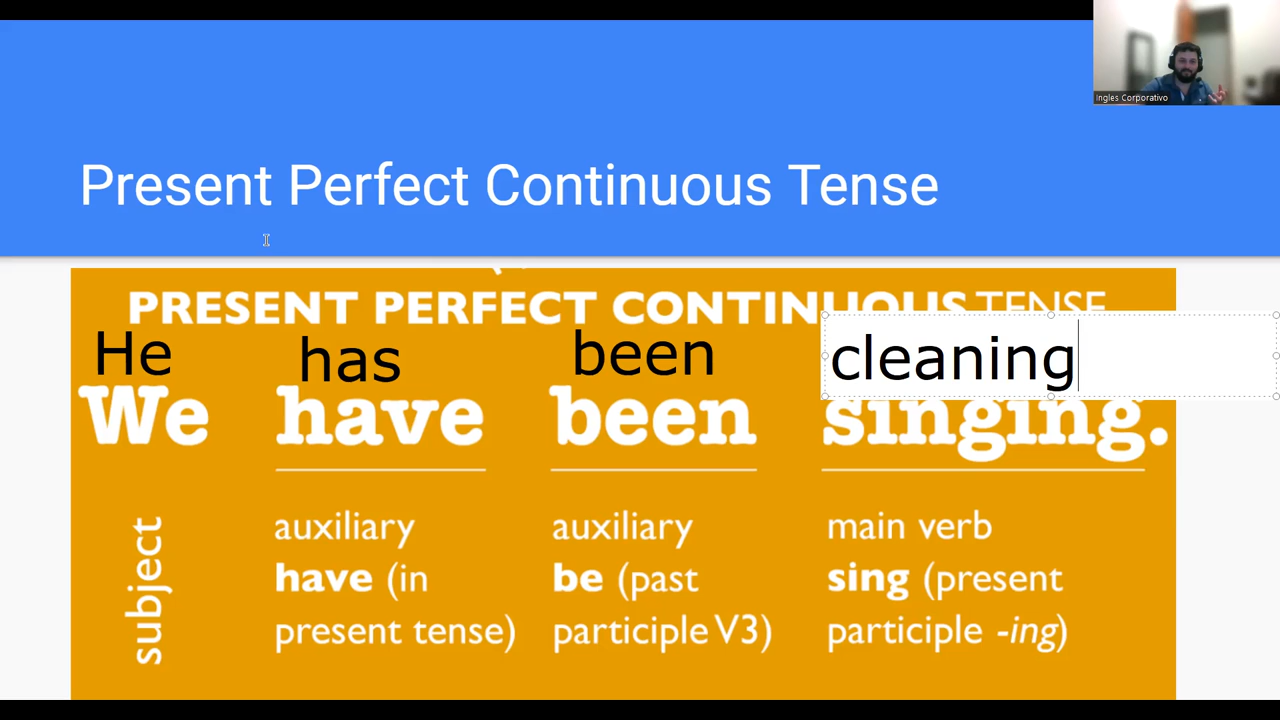 Ingles Corporativo
Present Perfect Continuous Tense
PRESENT PERFECT CONTINUOUS TENSE
He has been cleaning
We have been singing.
subject
auxiliary have (in present tense)
auxiliary be (past participle V3)
main verb sing (present participle -ing)